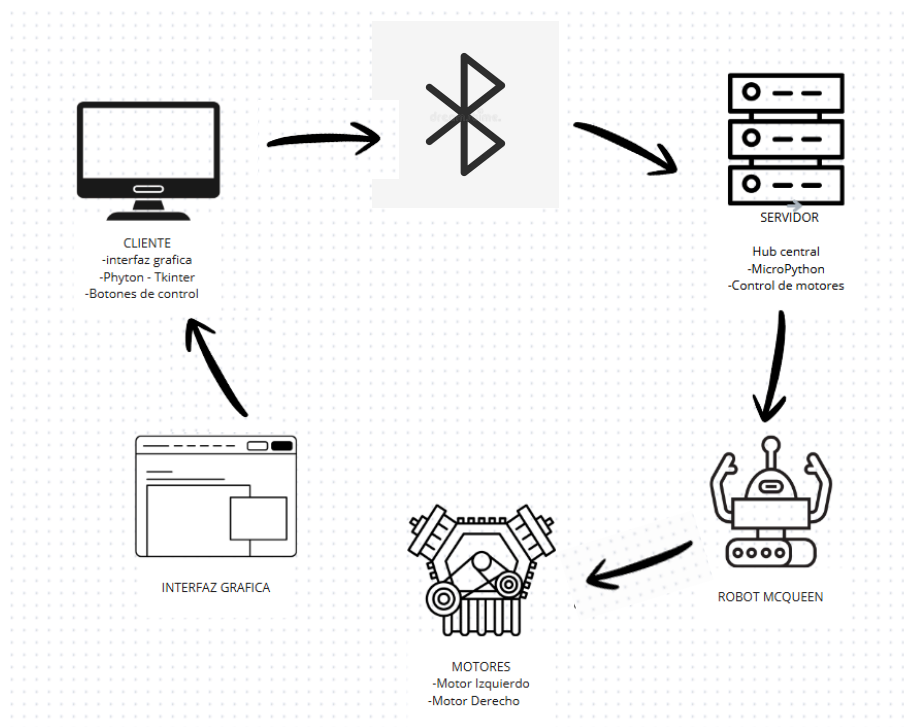 CLIENTE
-interfaz grafica
-Phyton - Tkinter
-Botones de control
SERVIDOR
Hub central
-MicroPython
-Control de motores
INTERFAZ GRAFICA
ROBOT MCQUEEN
MOTORES
-Motor Izquierdo
-Motor Derecho